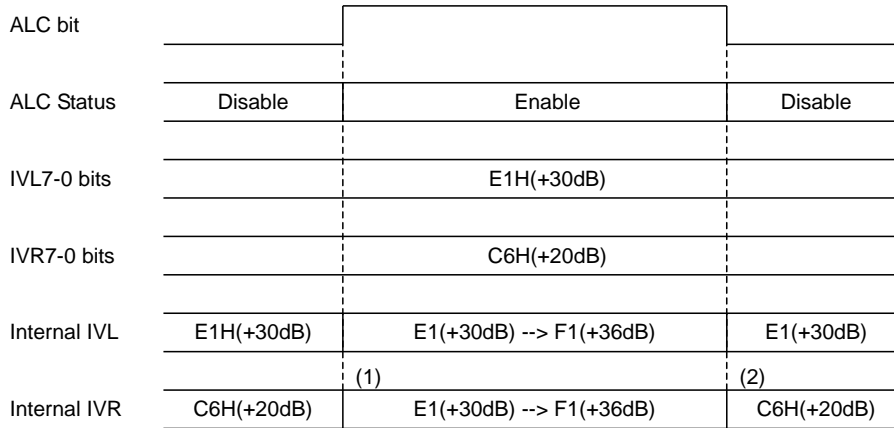 ALC bit
ALC Status Disable Enable Disable
IVL7-0 bits E1H(+30dB)
IVR7-0 bits C6H(+20dB)
Internal IVL E1H(+30dB) E1(+30dB) --> F1(+36dB) E1(+30dB)
(1) (2)
Internal IVR C6H(+20dB) E1(+30dB) --> F1(+36dB) C6H(+20dB)